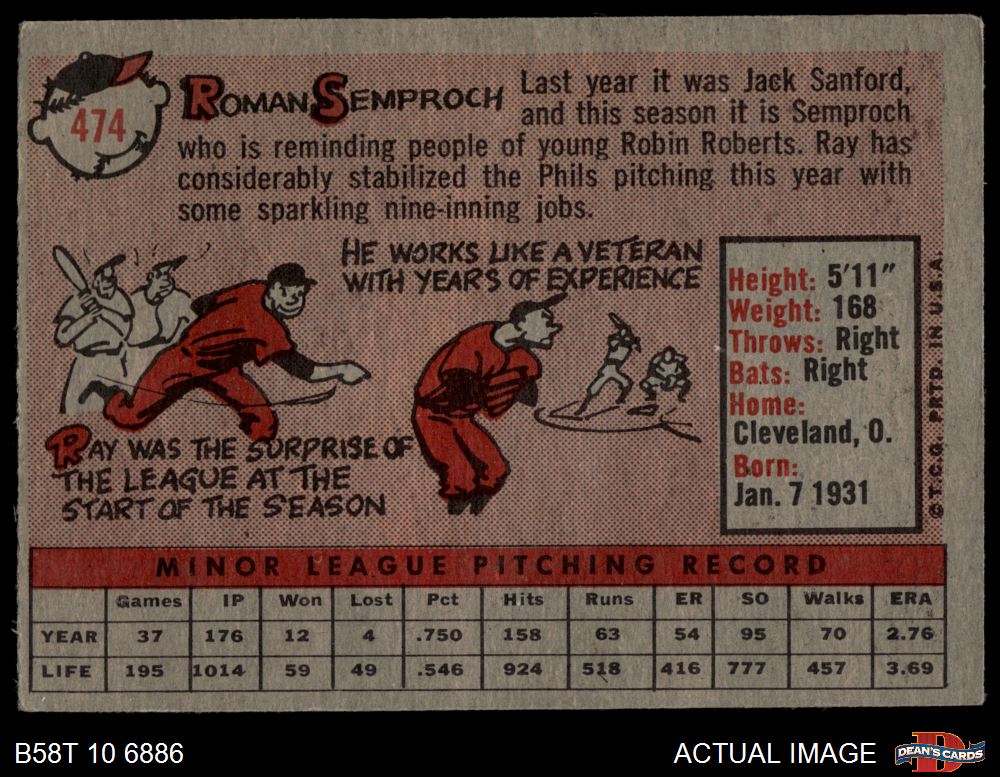 474
ROMAN SEMPROCH
Last year it was Jack Sanford,
and this season it is Semproch
who is reminding people of young Robin Roberts. Ray has
considerably stabilized the Phils pitching this year with
some sparkling nine-inning jobs.
HE WORKS LIKE A VETERAN
WITH YEARS OF EXPERIENCE
RAY WAS THE SURPRISE OF
THE LEAGUE AT THE
START OF THE SEASON
Height: 5'11"
Weight: 168
Throws: Right
Bats: Right
Home:
Cleveland, O.
Born:
Jan. 7 1931
© T.C.G. PRTD. IN U.S.A.
MINOR LEAGUE PITCHING RECORD
Games IP Won Lost Pct Hits Runs ER SO Walks ERA
YEAR 37 176 12 4 .750 158 63 54 95 70 2.76
LIFE 195 1014 59 49 .546 924 518 416 777 457 3.69
B58T 10 6886
ACTUAL IMAGE
D
DEAN'S CARDS